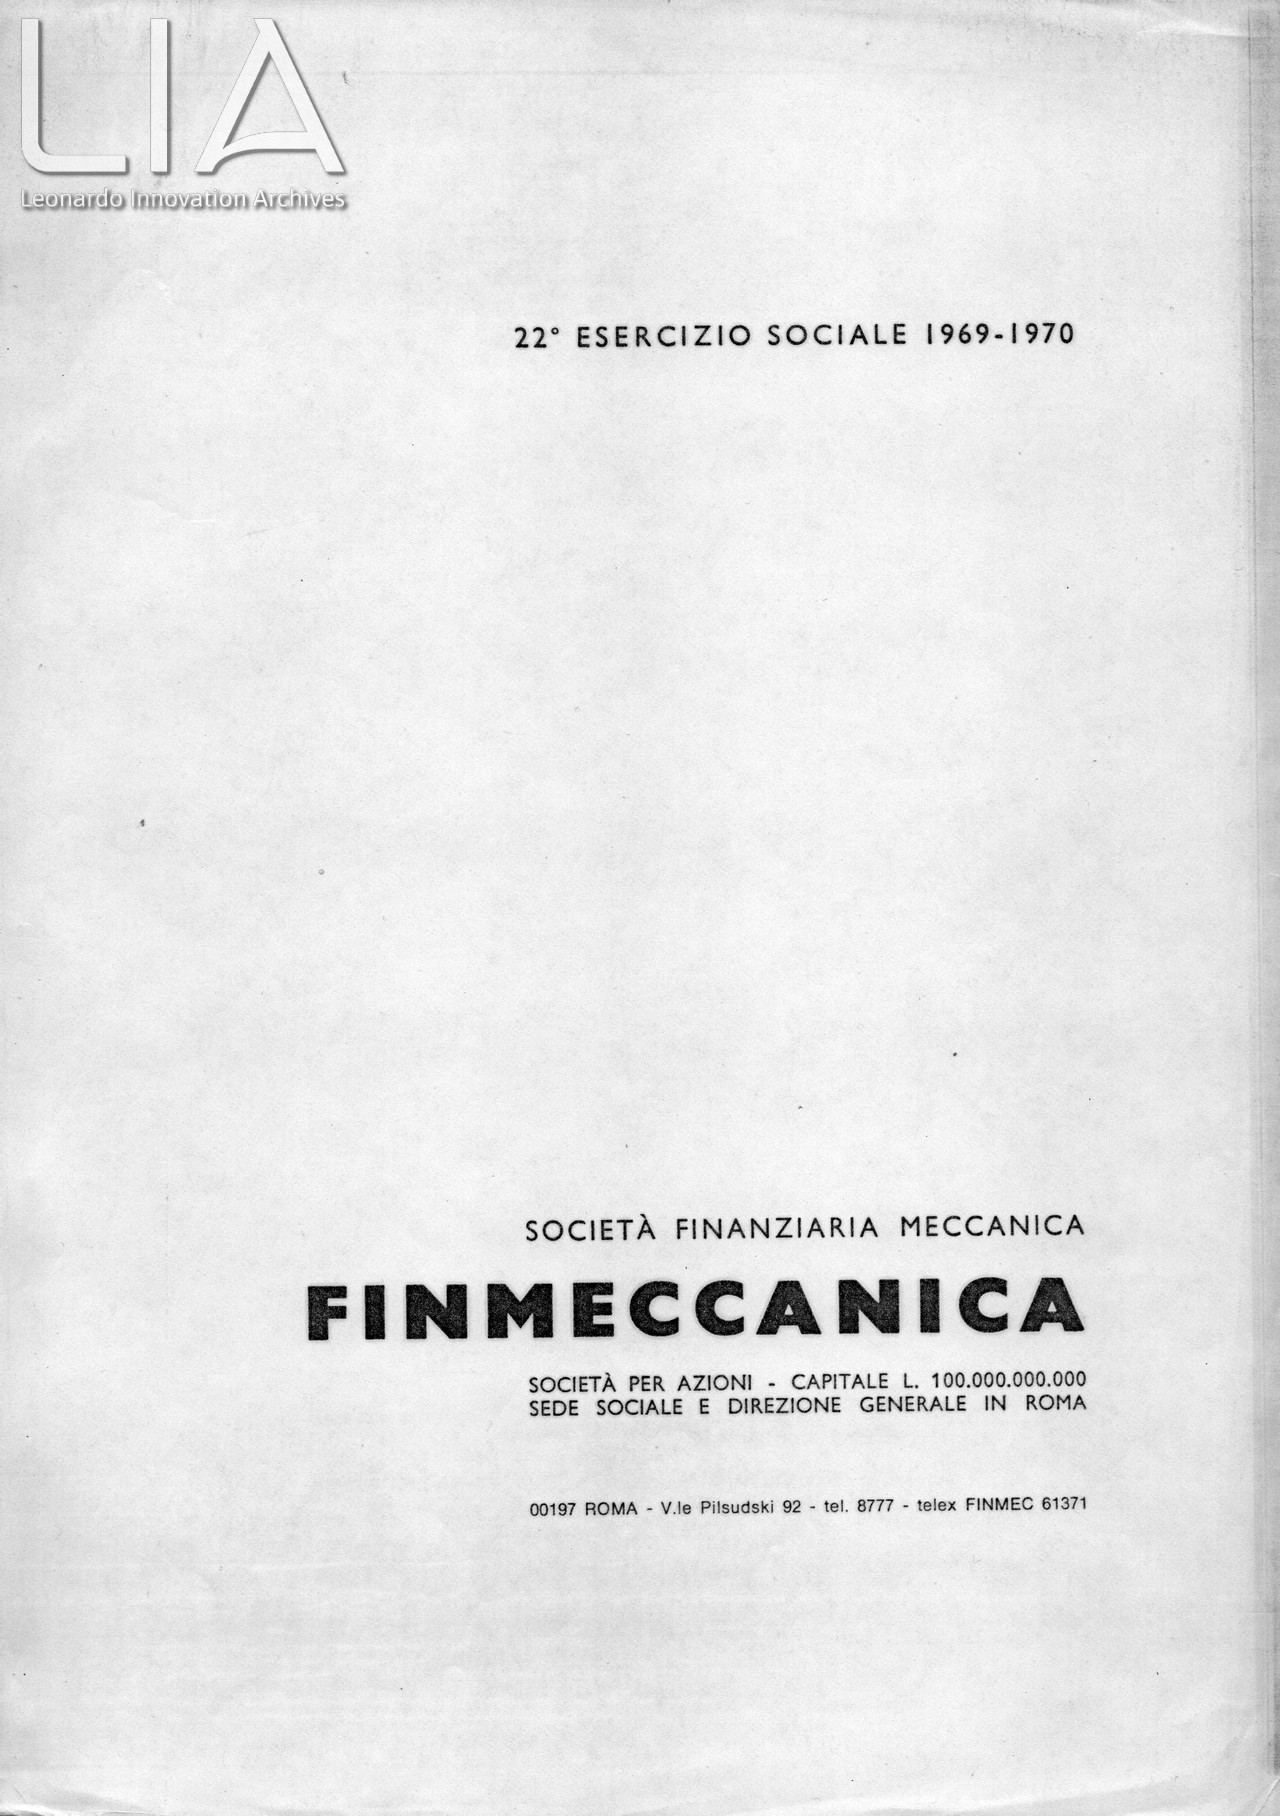 LIA
Leonardo Innovation Archives
22° ESERCIZIO SOCIALE 1969-1970
SOCIETÀ FINANZIARIA MECCANICA
FINMECCANICA
SOCIETÀ PER AZIONI - CAPITALE L. 100.000.000.000
SEDE SOCIALE E DIREZIONE GENERALE IN ROMA
00197 ROMA - V.le Pilsudski 92 - tel. 8777 - telex FINMEC 61371